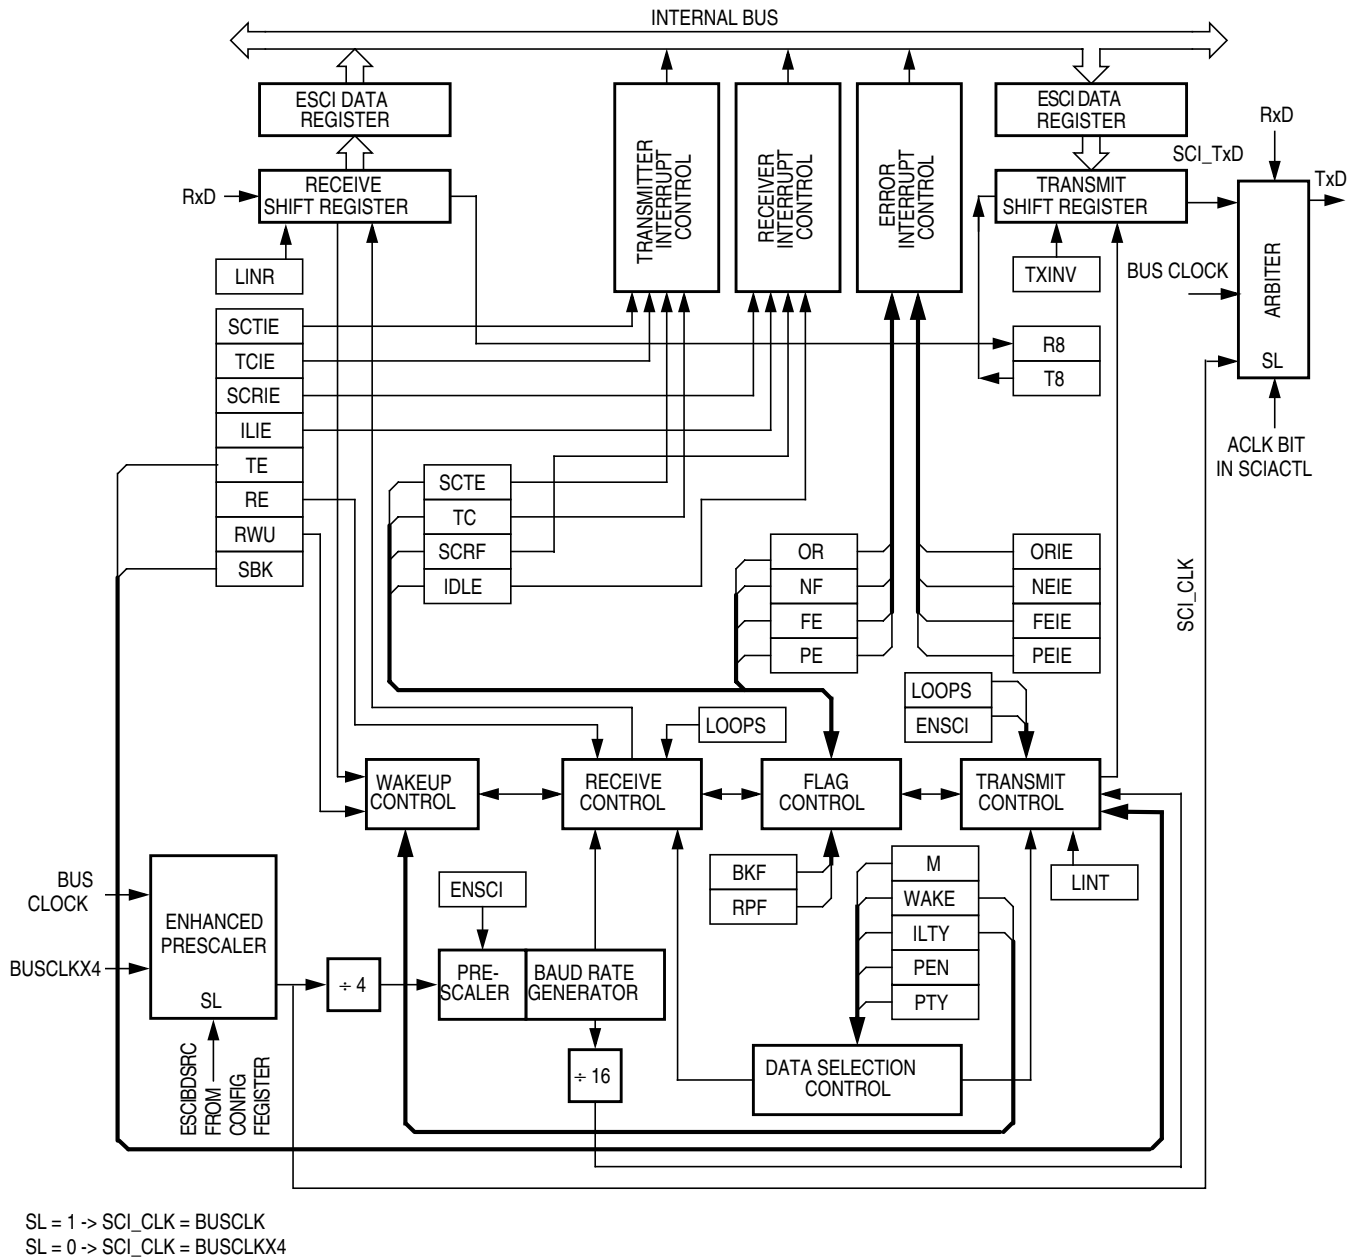 INTERNAL BUS
ESCI DATA
REGISTER
ESCI DATA
REGISTER
RxD
SCI_TxD
TxD
RxD
RECEIVE
SHIFT REGISTER
TRANSMITTER
INTERRUPT
CONTROL
RECEIVER
INTERRUPT
CONTROL
ERROR
INTERRUPT
CONTROL
TRANSMIT
SHIFT REGISTER
LINR
TXINV
BUS CLOCK
ARBITER
SL
ACLK BIT
IN SCIACTL
SCTIE
TCIE
SCRIE
ILIE
TE
RE
RWU
SBK
R8
T8
SCTE
TC
SCRF
IDLE
OR
NF
FE
PE
ORIE
NEIE
FEIE
PEIE
SCI_CLK
LOOPS
LOOPS
ENSCI
WAKEUP
CONTROL
RECEIVE
CONTROL
FLAG
CONTROL
TRANSMIT
CONTROL
BKF
RPF
M
WAKE
ILTY
PEN
PTY
LINT
BUS
CLOCK
BUSCLKX4
ENHANCED
PRESCALER
SL
÷ 4
ENSCI
PRE-
SCALER
BAUD RATE
GENERATOR
÷ 16
DATA SELECTION
CONTROL
ESCIBDSRC
FROM
CONFIG
FEGISTER
SL = 1 -> SCI_CLK = BUSCLK
SL = 0 -> SCI_CLK = BUSCLKX4